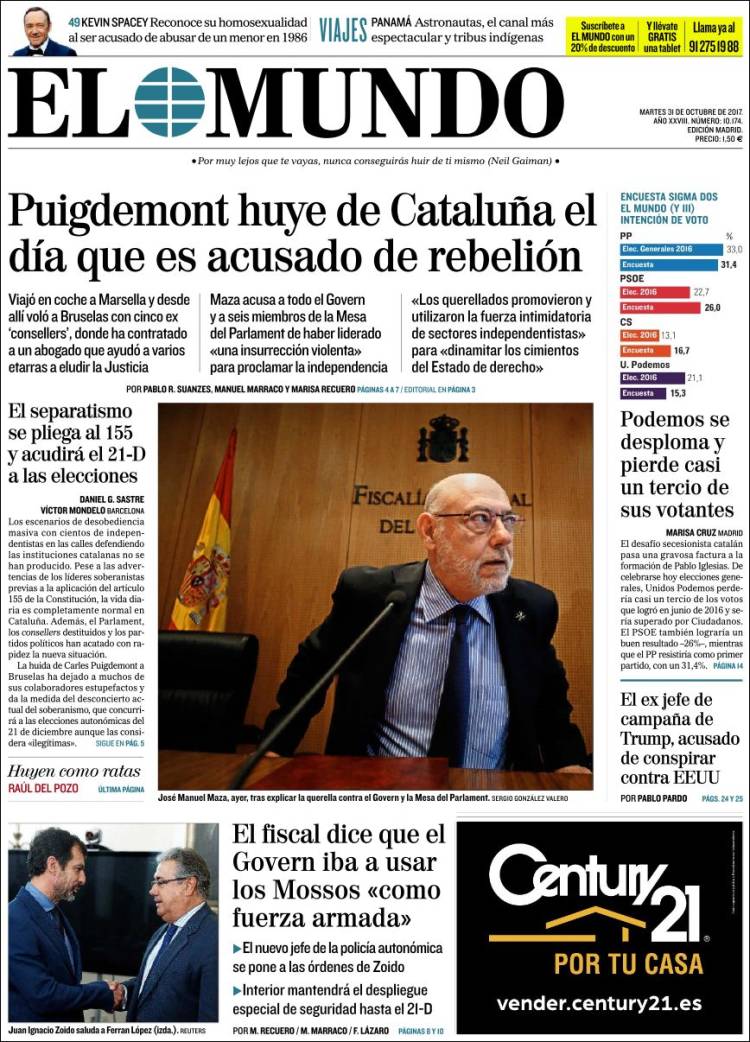 49 KEVIN SPACEY Reconoce su homosexualidad
al ser acusado de abusar de un menor en 1986
VIAJES
PANAMÁ Astronautas, el canal más
espectacular y tribus indígenas
Suscríbete a
EL MUNDO con un
20% de descuento
Y llévate
GRATIS
una tablet
Llama ya al
91 275 19 88
EL MUNDO
MARTES 31 DE OCTUBRE DE 2017.
AÑO XXVIII. NÚMERO: 10.174.
EDICIÓN MADRID.
PRECIO: 1,50 €
• Por muy lejos que te vayas, nunca conseguirás huir de ti mismo (Neil Gaiman) •
Puigdemont huye de Cataluña el
día que es acusado de rebelión
Viajó en coche a Marsella y desde
allí voló a Bruselas con cinco ex
‘consellers’, donde ha contratado
a un abogado que ayudó a varios
etarras a eludir la Justicia
Maza acusa a todo el Govern
y a seis miembros de la Mesa
del Parlament de haber liderado
«una insurrección violenta»
para proclamar la independencia
«Los querellados promovieron y
utilizaron la fuerza intimidatoria
de sectores independentistas»
para «dinamitar los cimientos
del Estado de derecho»
POR PABLO R. SUANZES, MANUEL MARRACO Y MARISA RECUERO PÁGINAS 4 A 7 / EDITORIAL EN PÁGINA 3
ENCUESTA SIGMA DOS
EL MUNDO (Y III)
INTENCIÓN DE VOTO
PP %
Elec. Generales 2016 33,0
Encuesta 31,4
PSOE
Elec. 2016 22,7
Encuesta 26,0
CS
Elec. 2016 13,1
Encuesta 16,7
U. Podemos
Elec. 2016 21,1
Encuesta 15,3
El separatismo
se pliega al 155
y acudirá el 21-D
a las elecciones
DANIEL G. SASTRE
VÍCTOR MONDELO BARCELONA
Los escenarios de desobediencia
masiva con cientos de indepen-
dentistas en las calles defendiendo
las instituciones catalanas no se
han producido. Pese a las adver-
tencias de los líderes soberanistas
previas a la aplicación del artículo
155 de la Constitución, la vida dia-
ria es completamente normal en
Cataluña. Además, el Parlament,
los consellers destituidos y los par-
tidos políticos han acatado con ra-
pidez la nueva situación.
La huida de Carles Puigdemont a
Bruselas ha dejado a muchos de
sus colaboradores estupefactos y
da la medida del desconcierto ac-
tual del soberanismo, que concurri-
rá a las elecciones autonómicas del
21 de diciembre aunque las consi-
dera «ilegítimas». SIGUE EN PÁG. 5
Huyen como ratas
RAÚL DEL POZO ÚLTIMA PÁGINA
FISCALÍA
AL
DEL
José Manuel Maza, ayer, tras explicar la querella contra el Govern y la Mesa del Parlament. SERGIO GONZÁLEZ VALERO
Podemos se
desploma y
pierde casi
un tercio de
sus votantes
MARISA CRUZ MADRID
El desafío secesionista catalán
pasa una gravosa factura a la
formación de Pablo Iglesias. De
celebrarse hoy elecciones gene-
rales, Unidos Podemos perde-
ría casi un tercio de los votos
que logró en junio de 2016 y se-
ría superado por Ciudadanos.
El PSOE también lograría un
buen resultado –26%–, mientras
que el PP resistiría como primer
partido, con un 31,4%. PÁGINA 14
El ex jefe de
campaña de
Trump, acusado
de conspirar
contra EEUU
POR PABLO PARDO PÁGS. 24 Y 25
Juan Ignacio Zoido saluda a Ferran López (izda.). REUTERS
El fiscal dice que el
Govern iba a usar
los Mossos «como
fuerza armada»
El nuevo jefe de la policía autonómica
se pone a las órdenes de Zoido
Interior mantendrá el despliegue
especial de seguridad hasta el 21-D
POR M. RECUERO / M. MARRACO / F. LÁZARO PÁGINAS 8 Y 10
Century 21®
POR TU CASA
vender.century21.es